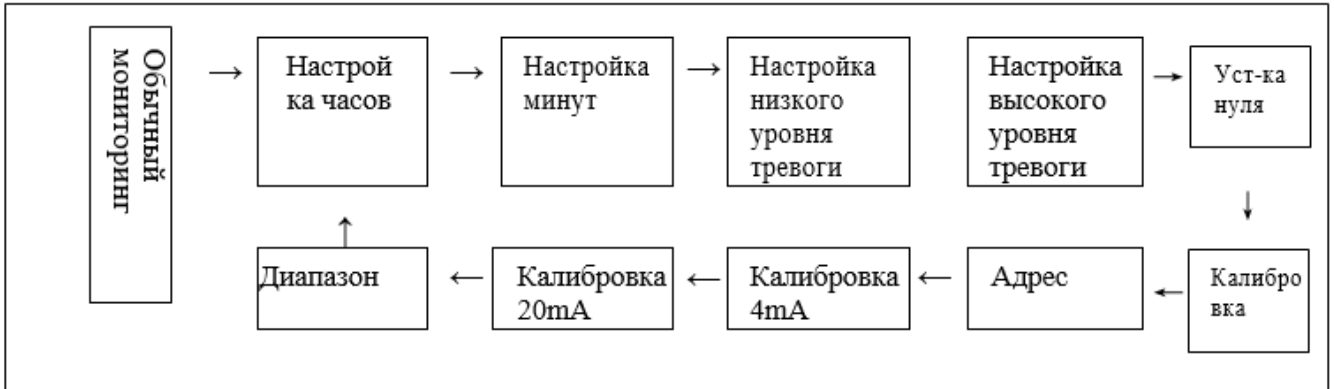 Обычный
мониторинг
Настрой
ка часов
Настройка
минут
Настройка
низкого
уровня
тревоги
Настройка
высокого
уровня
тревоги
Уст-ка
нуля
Диапазон
Калибровка
20mA
Калибровка
4mA
Адрес
Калибро
вка